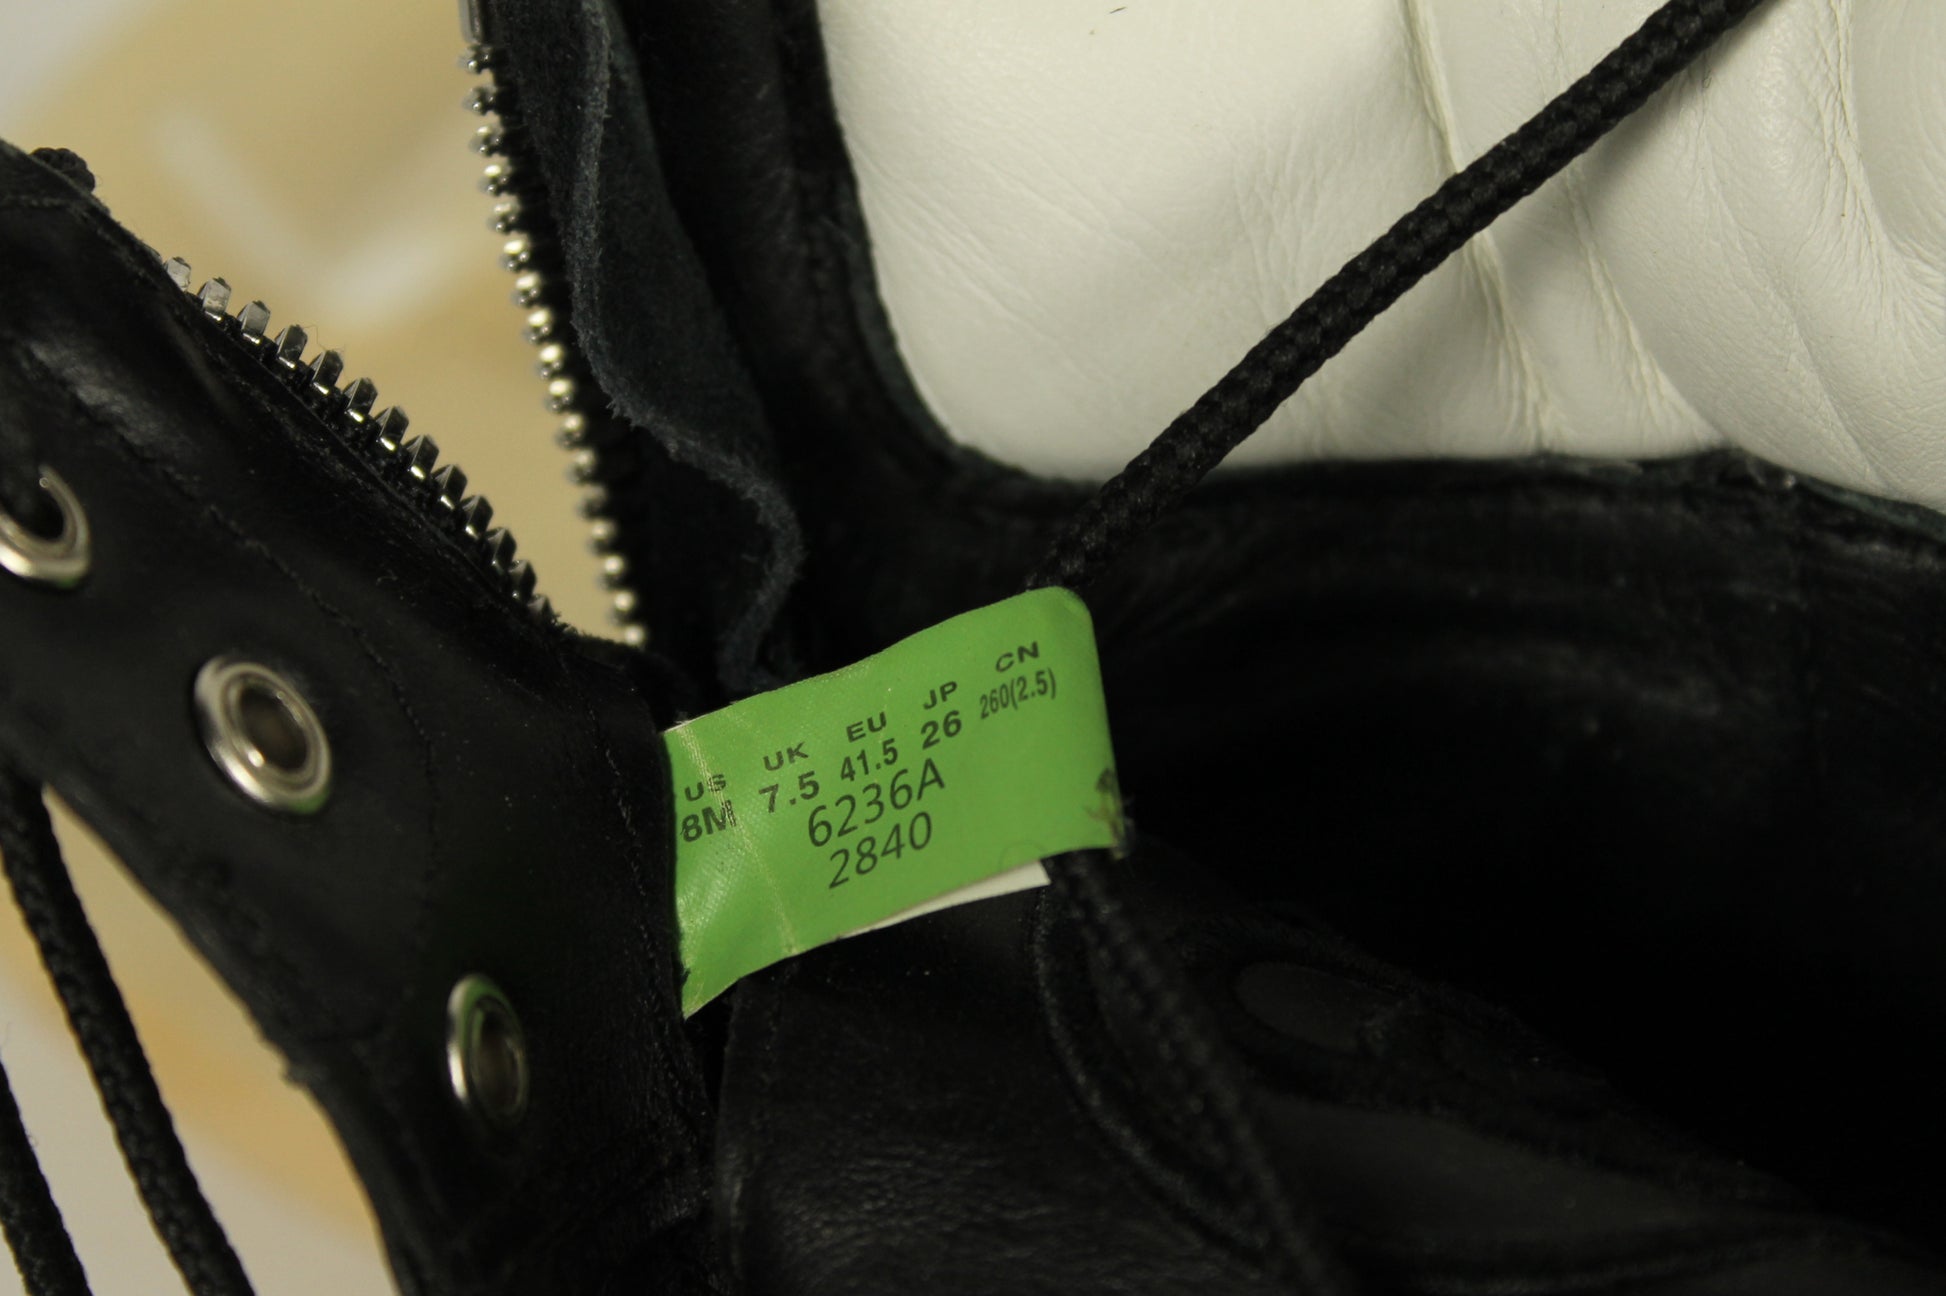 US UK EU JP CN
8M 7.5 41.5 26 260(2.5)
6236A
2840